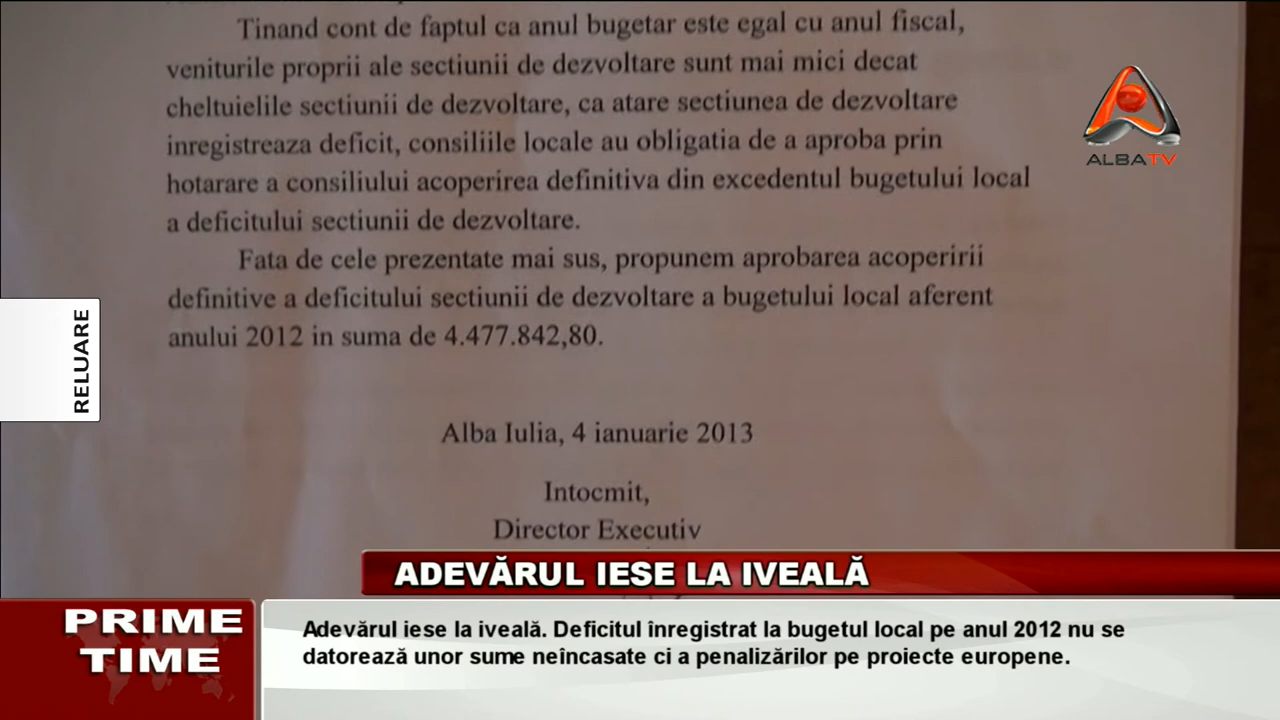 Tinand cont de faptul ca anul bugetar este egal cu anul fiscal,
veniturile proprii ale sectiunii de dezvoltare sunt mai mici decat
cheltuielile sectiunii de dezvoltare, ca atare sectiunea de dezvoltare
inregistreaza deficit, consiliile locale au obligatia de a aproba prin
hotarare a consiliului acoperirea definitiva din excedentul bugetului local
a deficitului sectiunii de dezvoltare.
Fata de cele prezentate mai sus, propunem aprobarea acoperirii
definitive a deficitului sectiunii de dezvoltare a bugetului local aferent
anului 2012 in suma de 4.477.842,80.
Alba Iulia, 4 ianuarie 2013
Intocmit,
Director Executiv
ALBATV
RELUARE
ADEVĂRUL IESE LA IVEALĂ
PRIME
TIME
Adevărul iese la iveală. Deficitul înregistrat la bugetul local pe anul 2012 nu se
datorează unor sume neîncasate ci a penalizărilor pe proiecte europene.